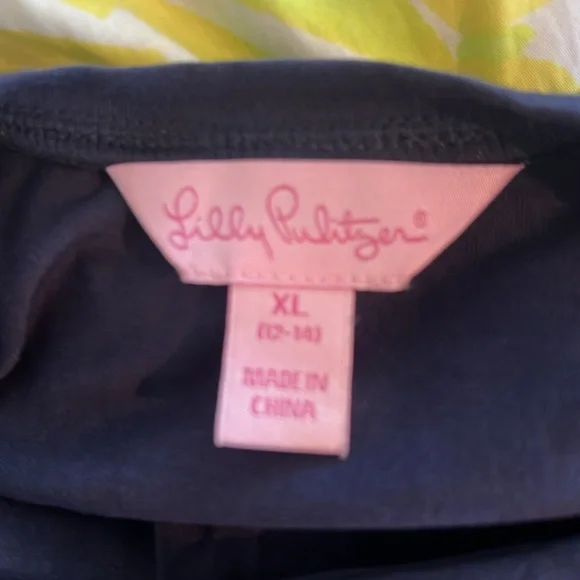 Lilly Pulitzer®
XL
(12-14)
MADE IN
CHINA